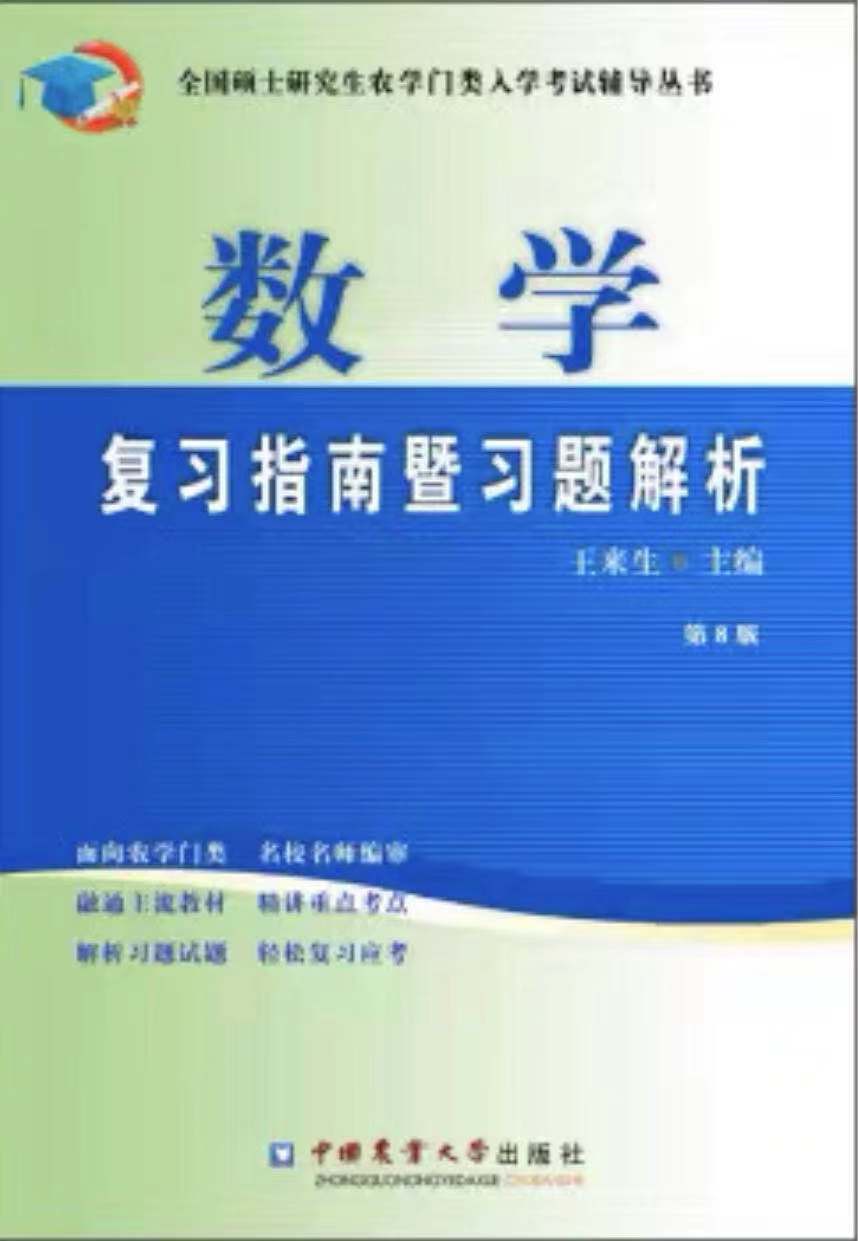 全国硕士研究生农学门类入学考试辅导丛书
数学
复习指南暨习题解析
王来生 主编
第8版
面向农学门类 名校名师编审
融通主流教材 精讲重点考点
解析习题试题 轻松复习应考
中国农业大学出版社
ZHONGGUONONGYEDAXUE CHUBANSHE